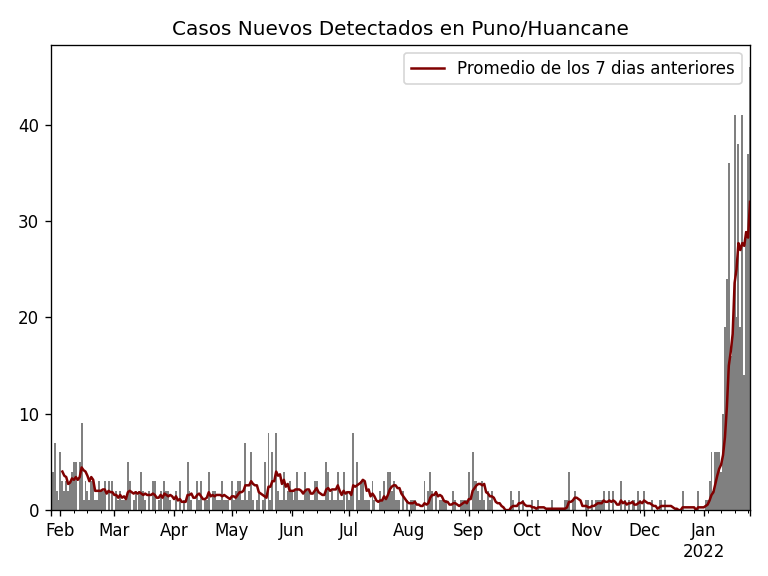 Casos Nuevos Detectados en Puno/Huancane
Promedio de los 7 dias anteriores
40
30
20
10
0
Feb Mar Apr May Jun Jul Aug Sep Oct Nov Dec Jan
2022